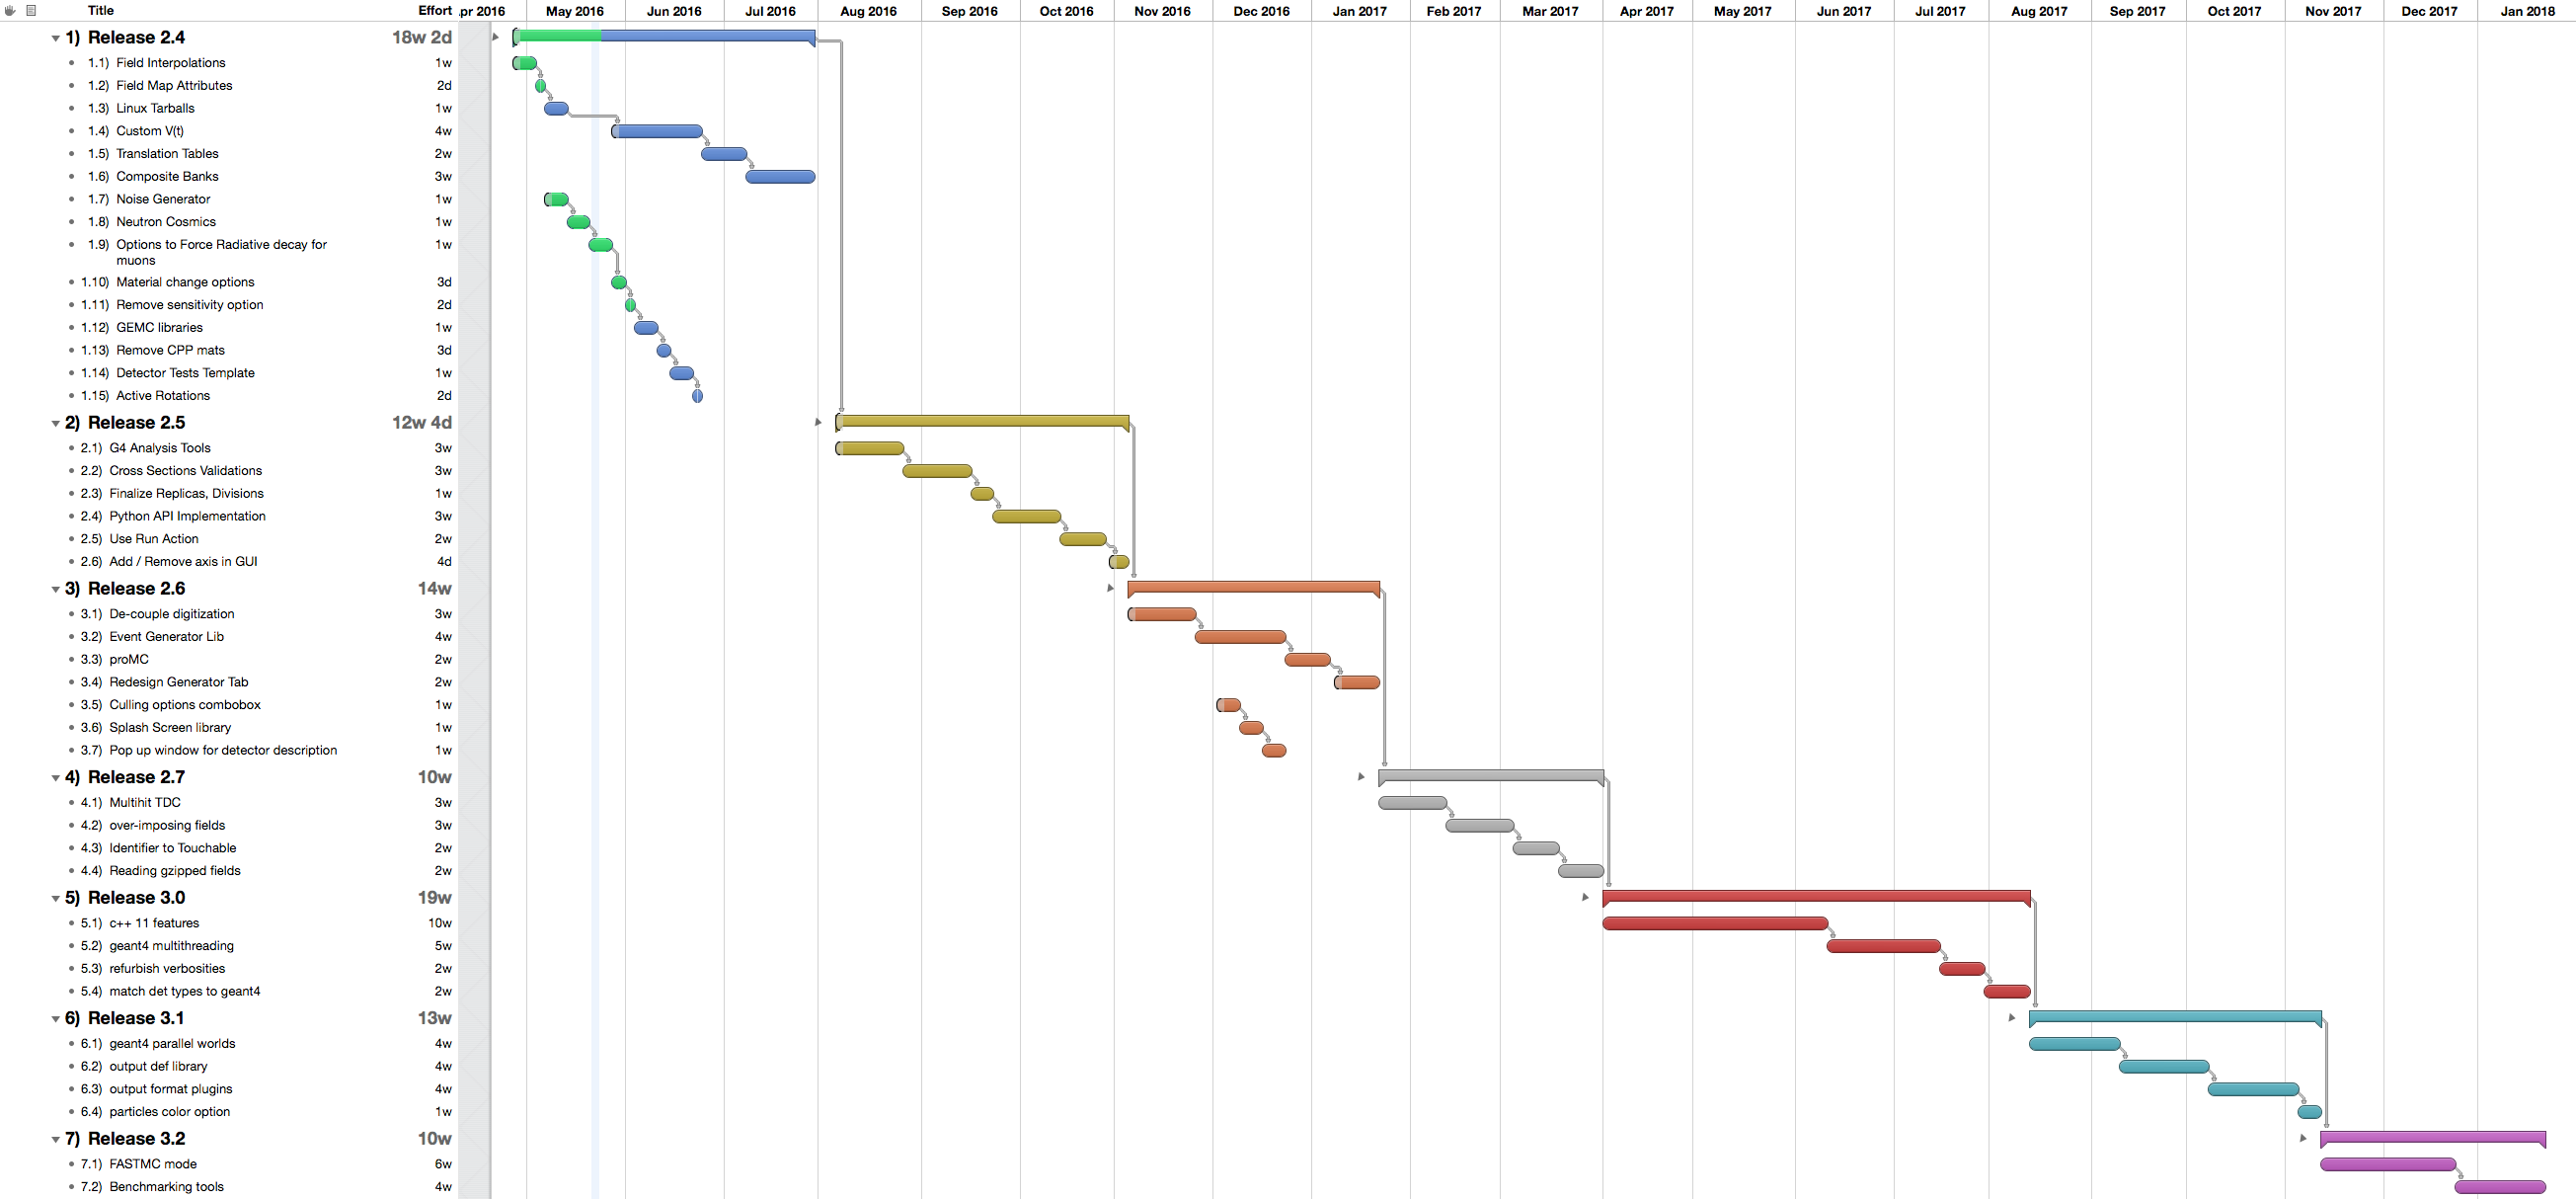 Title Effort pr 2016 May 2016 Jun 2016 Jul 2016 Aug 2016 Sep 2016 Oct 2016 Nov 2016 Dec 2016 Jan 2017 Feb 2017 Mar 2017 Apr 2017 May 2017 Jun 2017 Jul 2017 Aug 2017 Sep 2017 Oct 2017 Nov 2017 Dec 2017 Jan 2018
1) Release 2.4 18w 2d
1.1) Field Interpolations 1w
1.2) Field Map Attributes 2d
1.3) Linux Tarballs 1w
1.4) Custom V(t) 4w
1.5) Translation Tables 2w
1.6) Composite Banks 3w
1.7) Noise Generator 1w
1.8) Neutron Cosmics 1w
1.9) Options to Force Radiative decay for 1w
muons
1.10) Material change options 3d
1.11) Remove sensitivity option 2d
1.12) GEMC libraries 1w
1.13) Remove CPP mats 3d
1.14) Detector Tests Template 1w
1.15) Active Rotations 2d
2) Release 2.5 12w 4d
2.1) G4 Analysis Tools 3w
2.2) Cross Sections Validations 3w
2.3) Finalize Replicas, Divisions 1w
2.4) Python API Implementation 3w
2.5) Use Run Action 2w
2.6) Add / Remove axis in GUI 4d
3) Release 2.6 14w
3.1) De-couple digitization 3w
3.2) Event Generator Lib 4w
3.3) proMC 2w
3.4) Redesign Generator Tab 2w
3.5) Culling options combobox 1w
3.6) Splash Screen library 1w
3.7) Pop up window for detector description 1w
4) Release 2.7 10w
4.1) Multihit TDC 3w
4.2) over-imposing fields 3w
4.3) Identifier to Touchable 2w
4.4) Reading gzipped fields 2w
5) Release 3.0 19w
5.1) c++ 11 features 10w
5.2) geant4 multithreading 5w
5.3) refurbish verbosities 2w
5.4) match det types to geant4 2w
6) Release 3.1 13w
6.1) geant4 parallel worlds 4w
6.2) output def library 4w
6.3) output format plugins 4w
6.4) particles color option 1w
7) Release 3.2 10w
7.1) FASTMC mode 6w
7.2) Benchmarking tools 4w